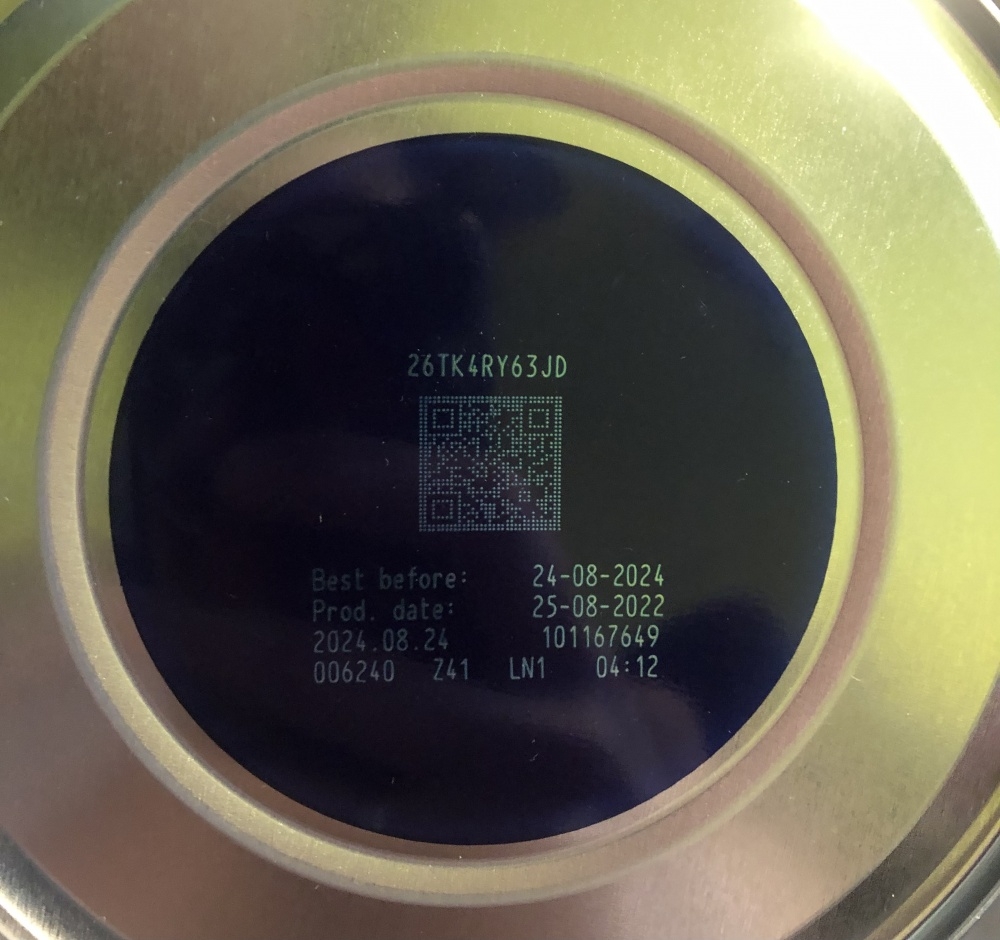 26TK4RY63JD
Best before: 24-08-2024
Prod. date: 25-08-2022
2024.08.24 101167649
006240 Z41 LN1 04:12